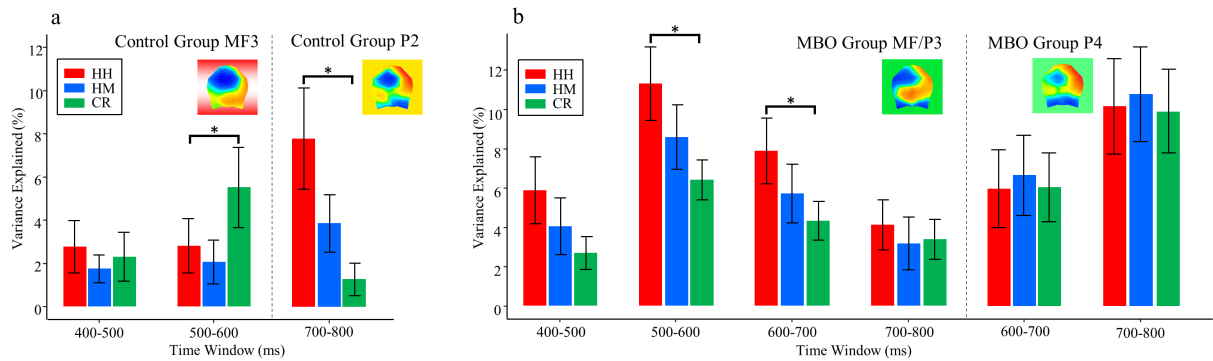 a
Control Group MF3
Control Group P2
HH
HM
CR
*
*
Variance Explained (%)
12
10
8
6
4
2
0
400-500
500-600
700-800
Time Window (ms)
b
MBO Group MF/P3
MBO Group P4
HH
HM
CR
*
*
Variance Explained (%)
12
10
8
6
4
2
0
400-500
500-600
600-700
700-800
600-700
700-800
Time Window (ms)